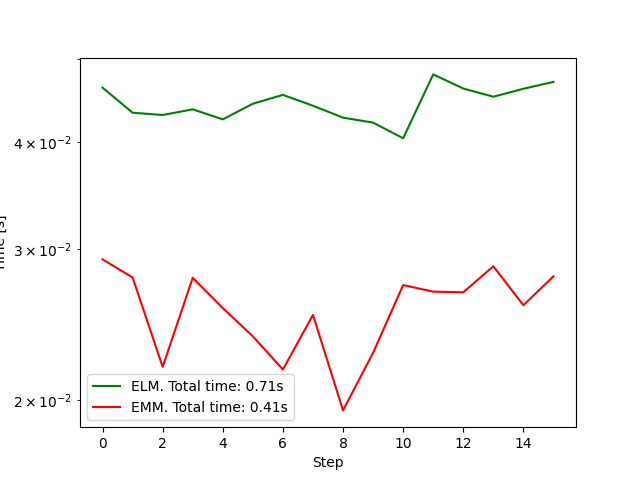 4×10⁻²
3×10⁻²
2×10⁻²
ELM. Total time: 0.71s
EMM. Total time: 0.41s
0 2 4 6 8 10 12 14
Step